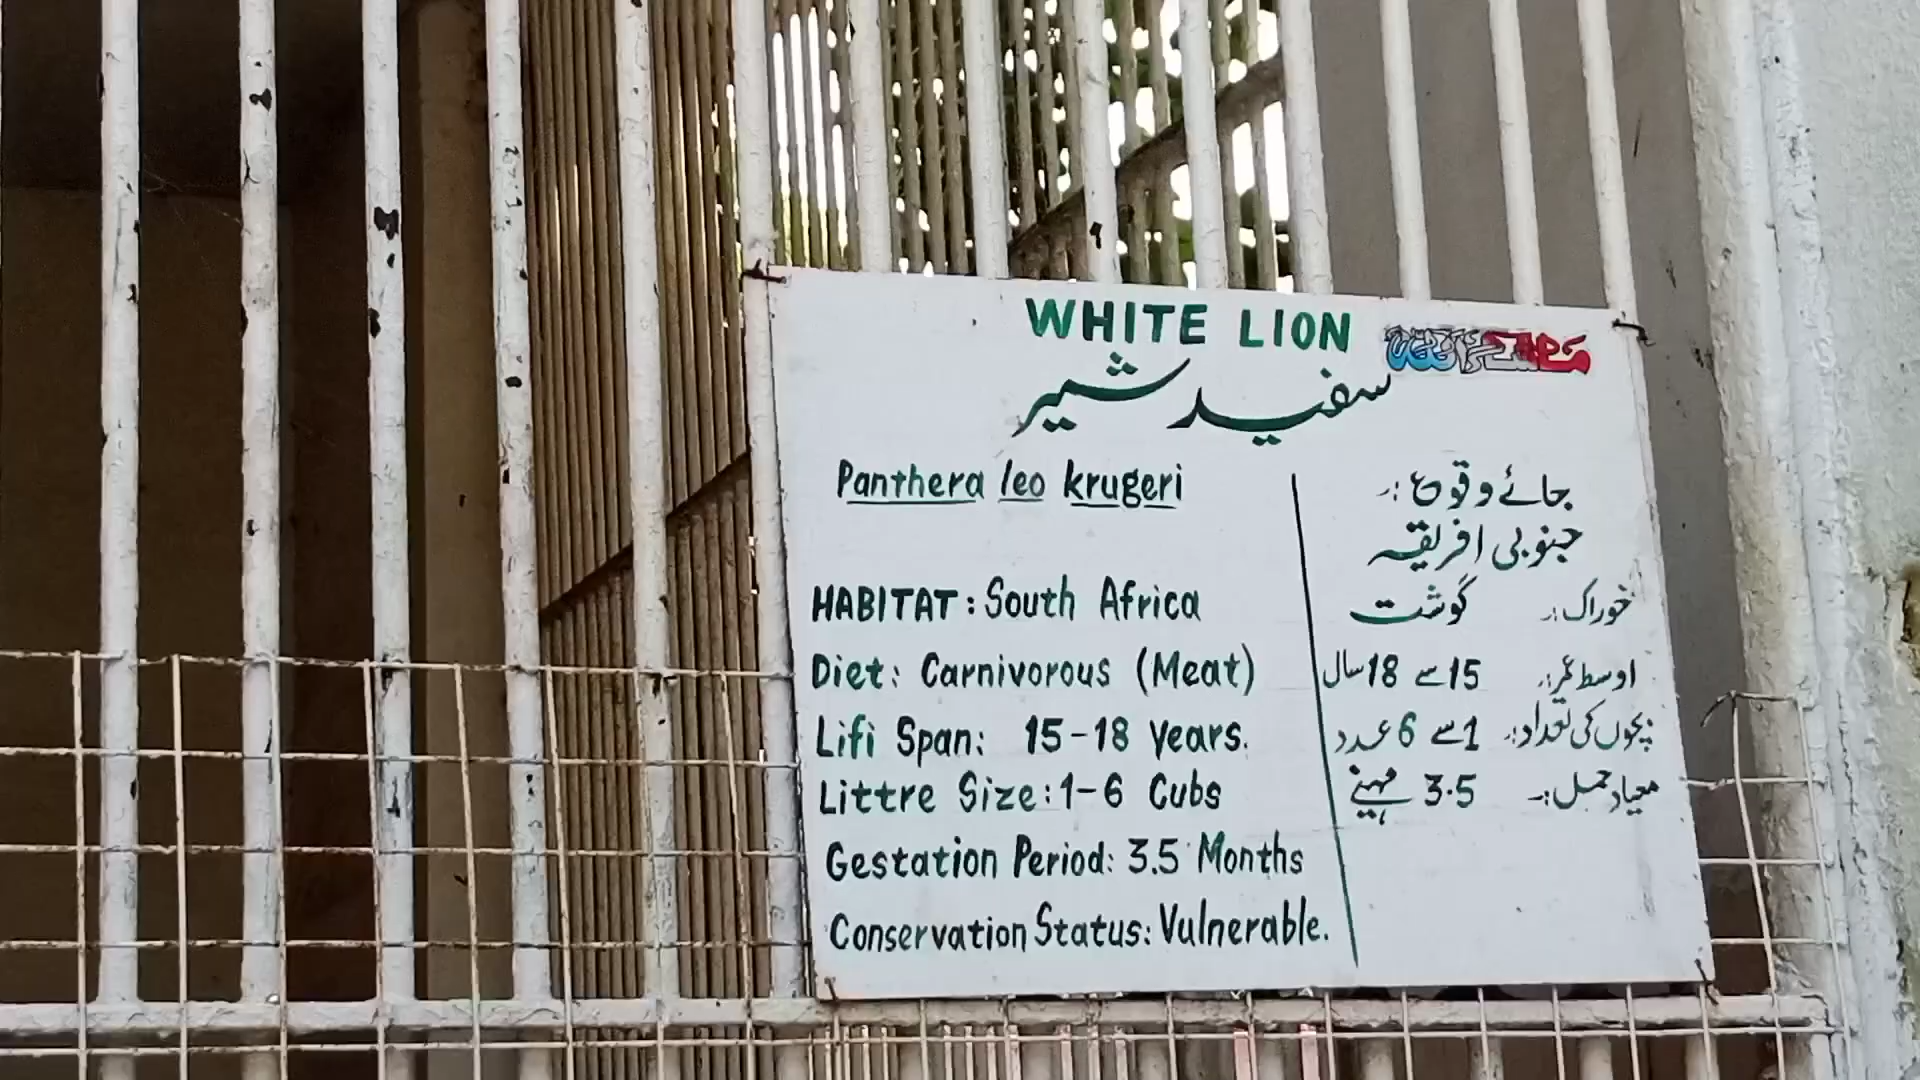 WHITE LION
سفید شیر
Panthera leo krugeri
HABITAT: South Africa
Diet: Carnivorous (Meat)
Lifi Span: 15-18 years.
Littre Size: 1-6 Cubs
Gestation Period: 3.5 Months
Conservation Status: Vulnerable.
جائے وقوع:۔
جنوبی افریقہ
خوراک:۔ گوشت
اوسط عمر:۔ 15 سے 18 سال
بچوں کی تعداد:۔ 1 سے 6 عدد
معیاد حمل:۔ 3.5 مہینے